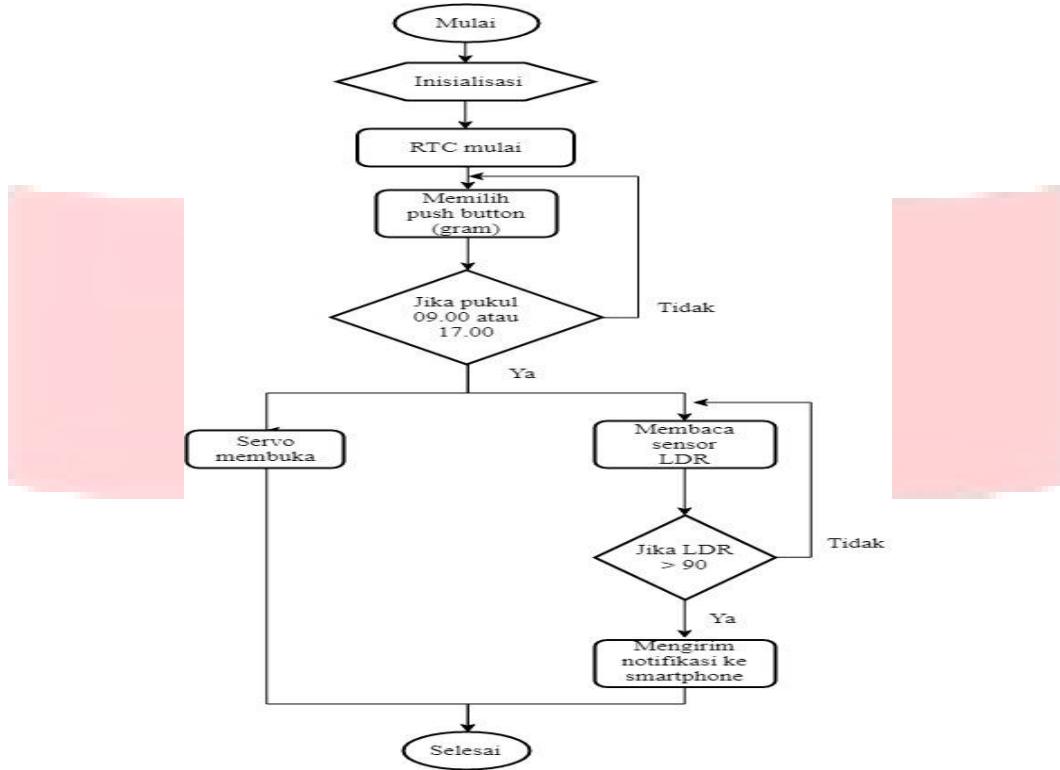 Mulai
Inisialisasi
RTC mulai
Memilih
push button
(gram)
Jika pukul
09.00 atau
17.00
Tidak
Ya
Servo
membuka
Membaca
sensor
LDR
Jika LDR
> 90
Tidak
Ya
Mengirim
notifikasi ke
smartphone
Selesai